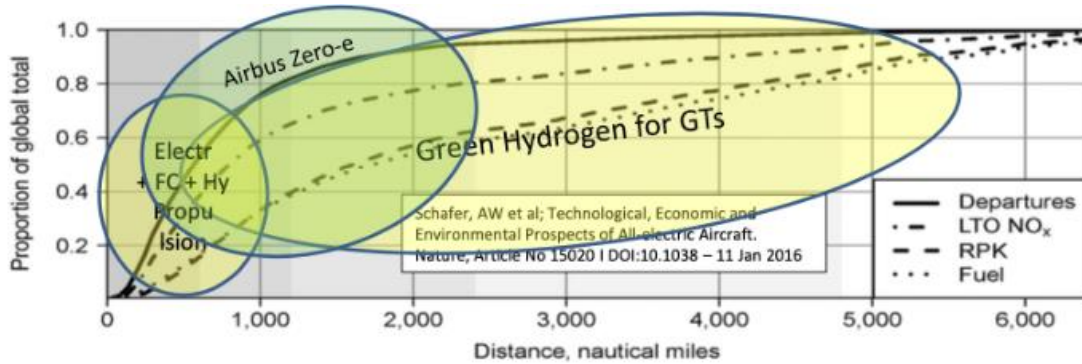 1.0
0.8
0.6
0.4
0.2
Proportion of global total
Airbus Zero-e
Electr
+ FC + Hy
Propu
lsion
Green Hydrogen for GTs
Schafer, AW et al; Technological, Economic and
Environmental Prospects of All-electric Aircraft.
Nature, Article No 15020 I DOI:10.1038 – 11 Jan 2016
Departures
LTO NOx
RPK
Fuel
0 1,000 2,000 3,000 4,000 5,000 6,000
Distance, nautical miles